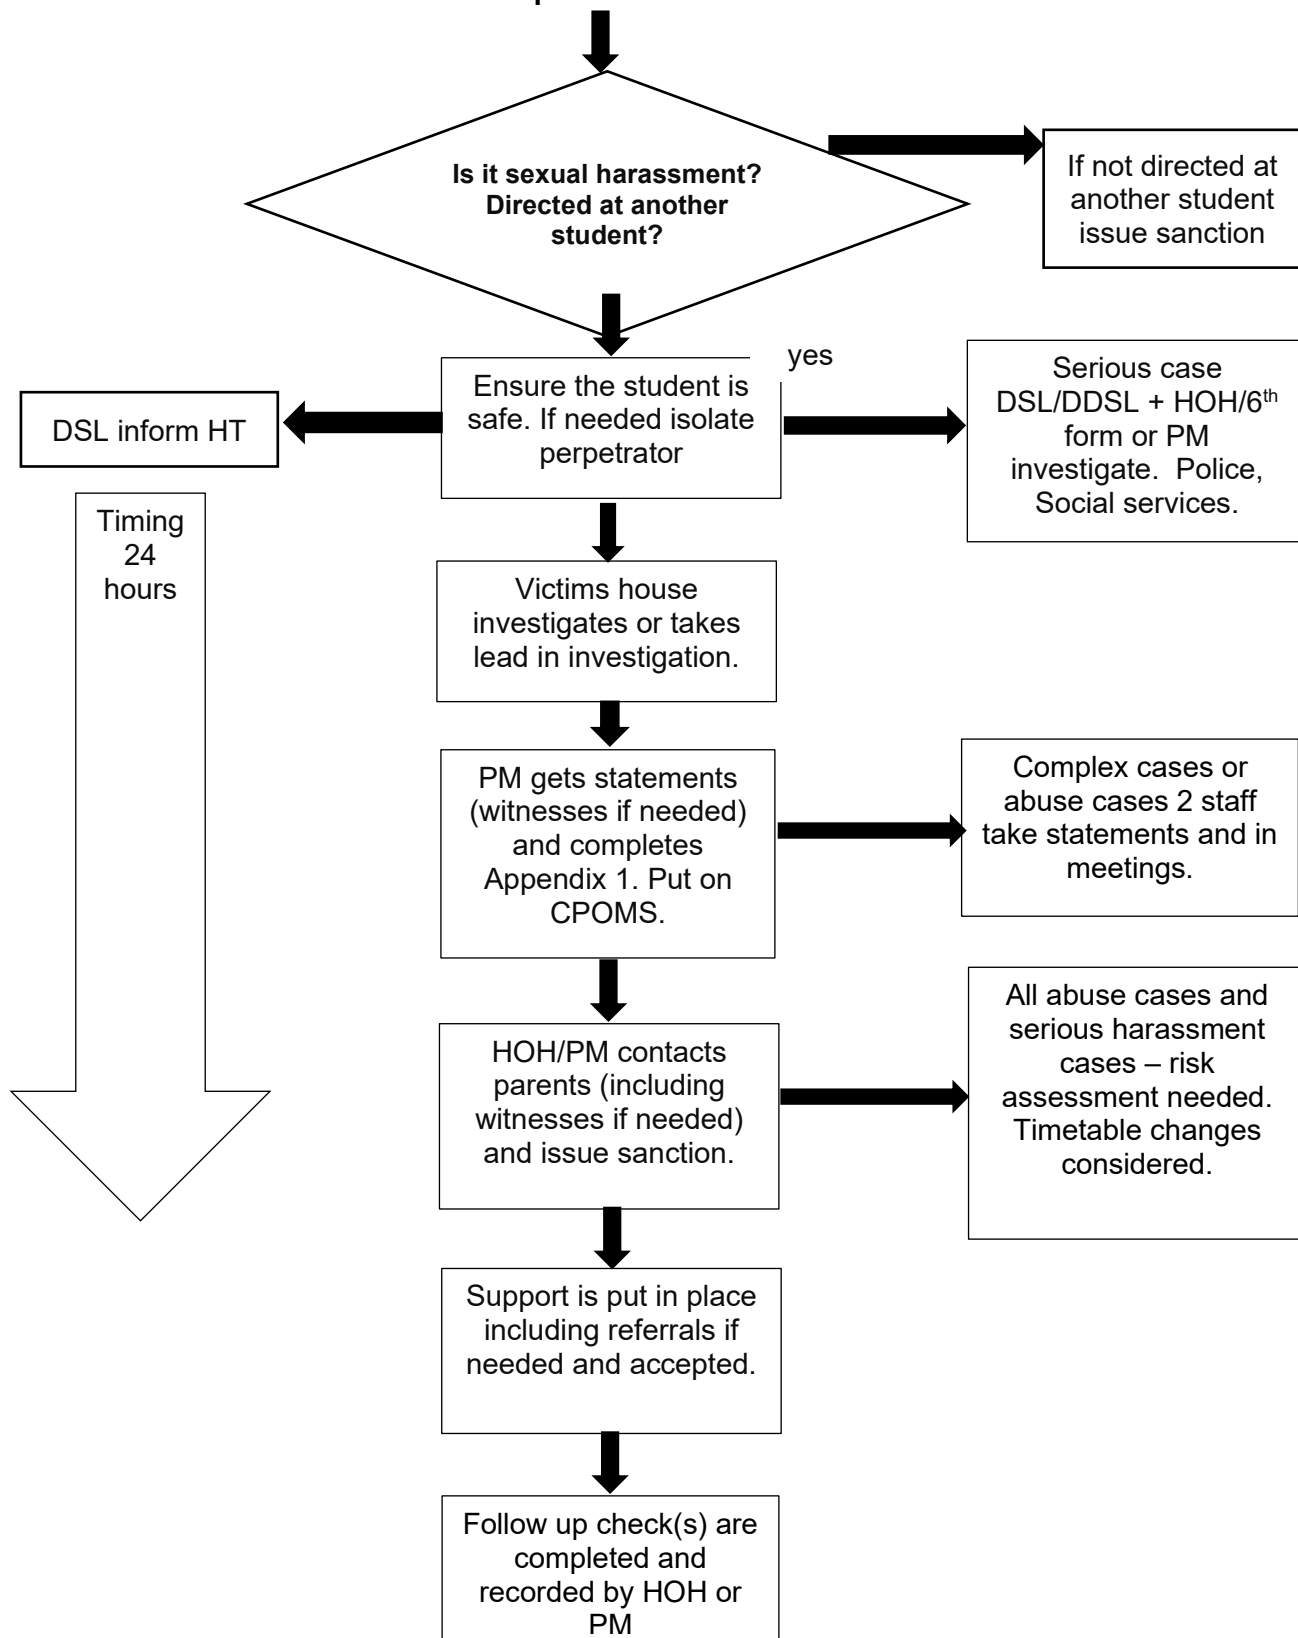 Is it sexual harassment?
Directed at another
student?
If not directed at
another student
issue sanction
yes
Ensure the student is
safe. If needed isolate
perpetrator
DSL inform HT
Serious case
DSL/DDSL + HOH/6th
form or PM
investigate.  Police,
Social services.
Timing
24
hours
Victims house
investigates or takes
lead in investigation.
PM gets statements
(witnesses if needed)
and completes
Appendix 1. Put on
CPOMS.
Complex cases or
abuse cases 2 staff
take statements and in
meetings.
HOH/PM contacts
parents (including
witnesses if needed)
and issue sanction.
All abuse cases and
serious harassment
cases – risk
assessment needed.
Timetable changes
considered.
Support is put in place
including referrals if
needed and accepted.
Follow up check(s) are
completed and
recorded by HOH or
PM